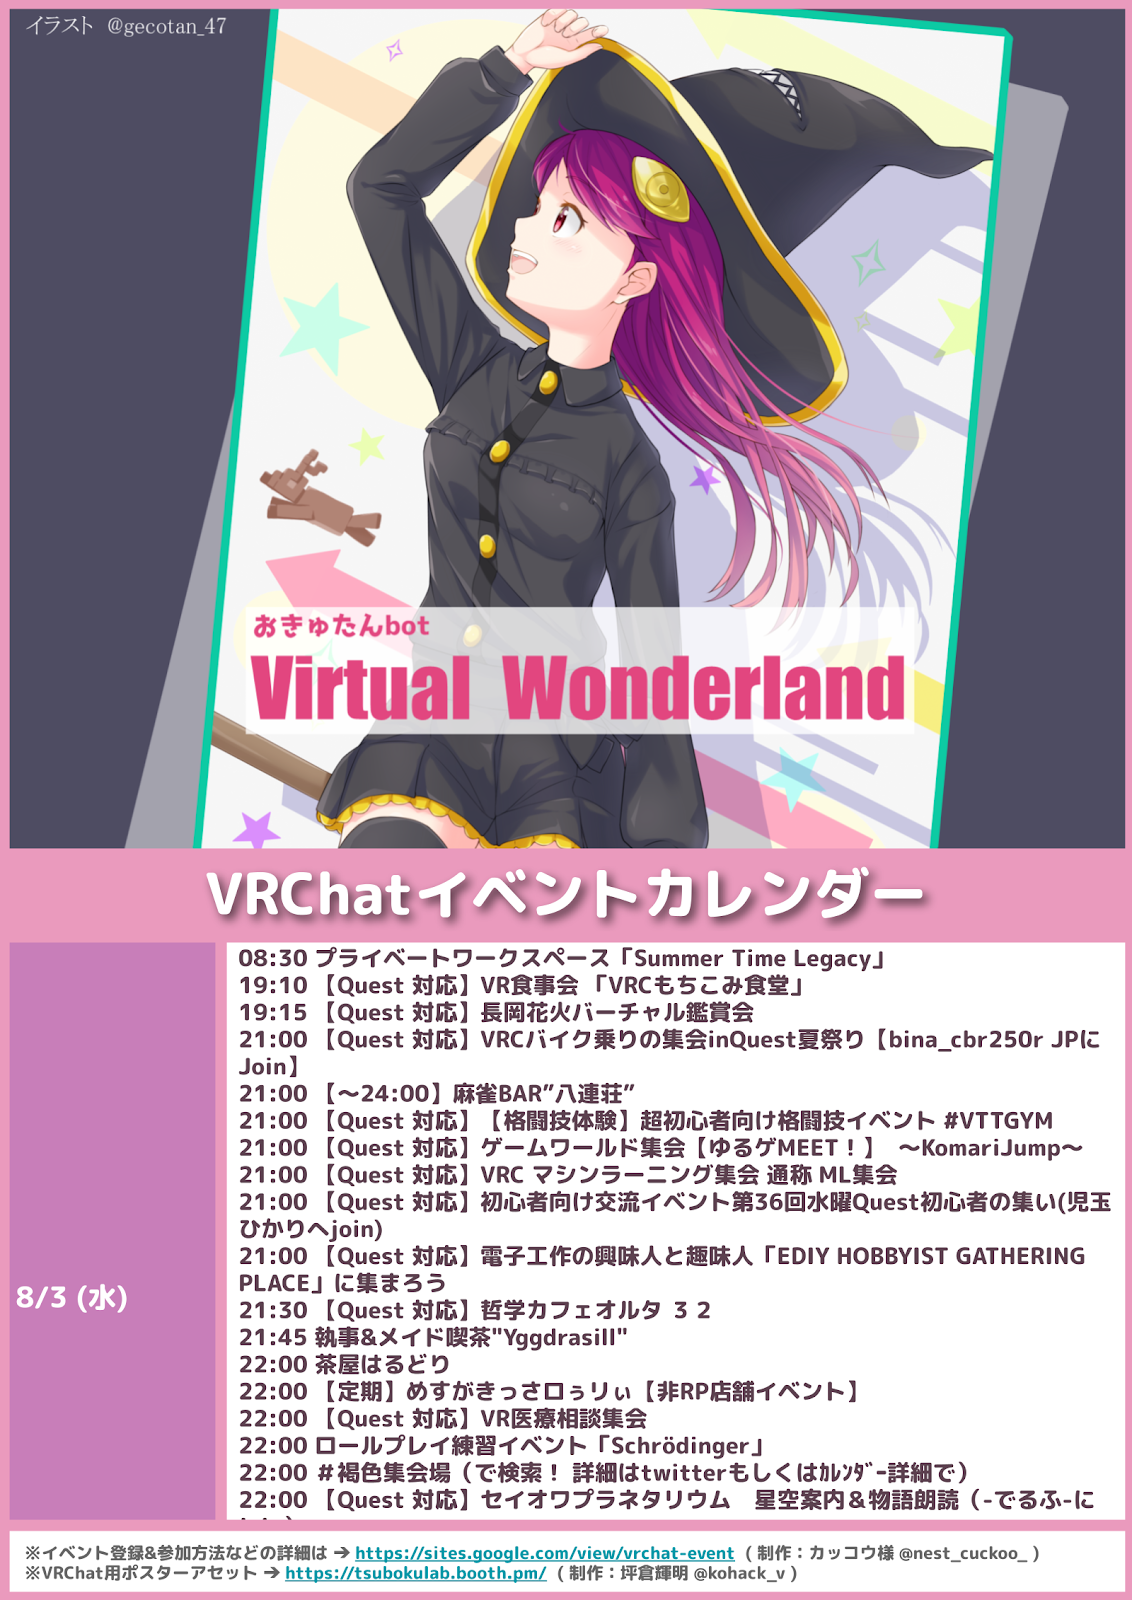 イラスト @gecotan_47
おきゅたんbot
Virtual Wonderland
VRChatイベントカレンダー
8/3 (水)
08:30 プライベートワークスペース「Summer Time Legacy」
19:10 【Quest 対応】VR食事会 「VRCもちこみ食堂」
19:15 【Quest 対応】長岡花火バーチャル鑑賞会
21:00 【Quest 対応】VRCバイク乗りの集会inQuest夏祭り【bina_cbr250r JPに
Join】
21:00 【～24:00】麻雀BAR”八連荘”
21:00 【Quest 対応】【格闘技体験】超初心者向け格闘技イベント #VTTGYM
21:00 【Quest 対応】ゲームワールド集会【ゆるゲMEET！】 ～KomariJump～
21:00 【Quest 対応】VRC マシンラーニング集会 通称 ML集会
21:00 【Quest 対応】初心者向け交流イベント第36回水曜Quest初心者の集い(児玉
ひかりへjoin)
21:00 【Quest 対応】電子工作の興味人と趣味人「EDIY HOBBYIST GATHERING
PLACE」に集まろう
21:30 【Quest 対応】哲学カフェオルタ ３２
21:45 執事&メイド喫茶"Yggdrasill"
22:00 茶屋はるどり
22:00 【定期】めすがきっさロぅリぃ【非RP店舗イベント】
22:00 【Quest 対応】VR医療相談集会
22:00 ロールプレイ練習イベント「Schrödinger」
22:00 ＃褐色集会場（で検索！ 詳細はtwitterもしくはｶﾚﾝﾀﾞｰ詳細で）
22:00 【Quest 対応】セイオワプラネタリウム　星空案内＆物語朗読（-でるふ-に
※イベント登録&参加方法などの詳細は → https://sites.google.com/view/vrchat-event ( 制作：カッコウ様 @nest_cuckoo_ )
※VRChat用ポスターアセット → https://tsubokulab.booth.pm/ ( 制作：坪倉輝明 @kohack_v )